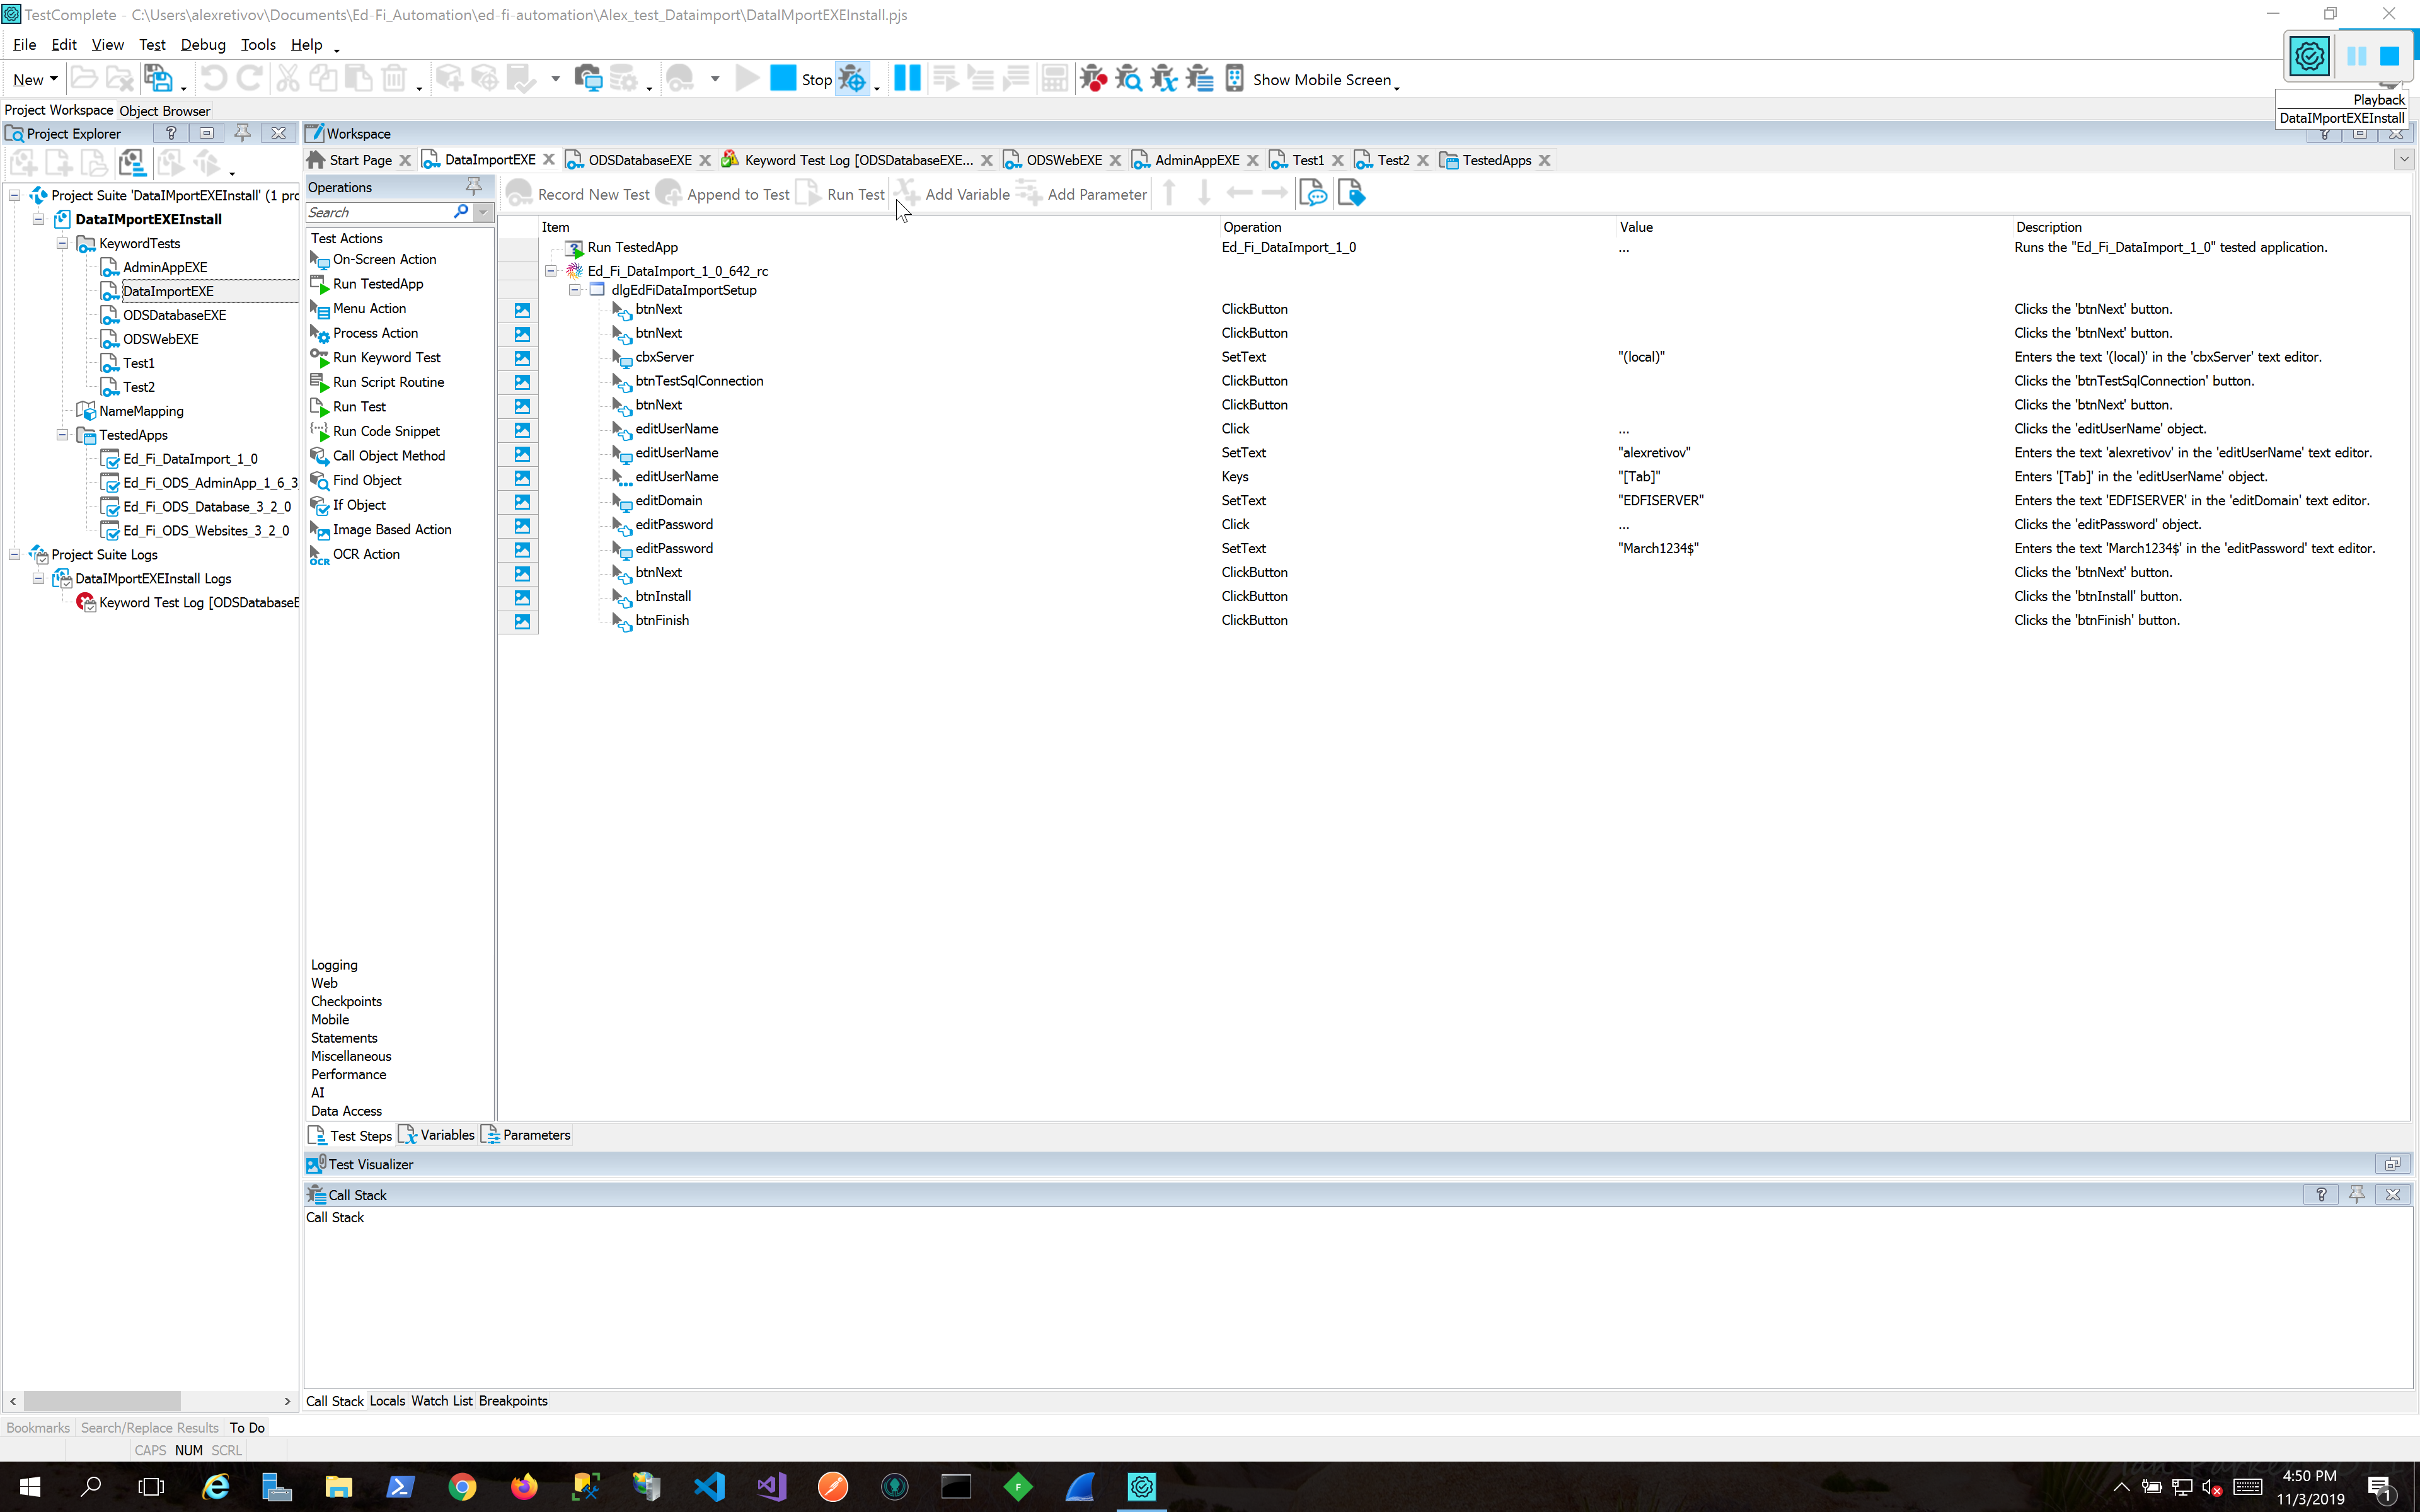 TestComplete - C:\Users\alexretivov\Documents\Ed-Fi_Automation\ed-fi-automation\Alex_test_Dataimport\DataIMportEXEInstall.pjs
File Edit View Test Debug Tools Help
New Stop Show Mobile Screen
Playback
DataIMportEXEInstall
Project Workspace Object Browser
Project Explorer
Project Suite 'DataIMportEXEInstall' (1 prc
DataIMportEXEInstall
KeywordTests
AdminAppEXE
DataImportEXE
ODSDatabaseEXE
ODSWebEXE
Test1
Test2
NameMapping
TestedApps
Ed_Fi_DataImport_1_0
Ed_Fi_ODS_AdminApp_1_6_3
Ed_Fi_ODS_Database_3_2_0
Ed_Fi_ODS_Websites_3_2_0
Project Suite Logs
DataIMportEXEInstall Logs
Keyword Test Log [ODSDatabaseE
Workspace
Start Page DataImportEXE ODSDatabaseEXE Keyword Test Log [ODSDatabaseEXE... ODSWebEXE AdminAppEXE Test1 Test2 TestedApps
Operations
Search
Test Actions
On-Screen Action
Run TestedApp
Menu Action
Process Action
Run Keyword Test
Run Script Routine
Run Test
Run Code Snippet
Call Object Method
Find Object
If Object
Image Based Action
OCR Action
Logging
Web
Checkpoints
Mobile
Statements
Miscellaneous
Performance
AI
Data Access
Record New Test Append to Test Run Test Add Variable Add Parameter
Item Operation Value Description
Run TestedApp Ed_Fi_DataImport_1_0 ... Runs the "Ed_Fi_DataImport_1_0" tested application.
Ed_Fi_DataImport_1_0_642_rc
dlgEdFiDataImportSetup
btnNext ClickButton Clicks the 'btnNext' button.
btnNext ClickButton Clicks the 'btnNext' button.
cbxServer SetText "(local)" Enters the text '(local)' in the 'cbxServer' text editor.
btnTestSqlConnection ClickButton Clicks the 'btnTestSqlConnection' button.
btnNext ClickButton Clicks the 'btnNext' button.
editUserName Click ... Clicks the 'editUserName' object.
editUserName SetText "alexretivov" Enters the text 'alexretivov' in the 'editUserName' text editor.
editUserName Keys "[Tab]" Enters '[Tab]' in the 'editUserName' object.
editDomain SetText "EDFISERVER" Enters the text 'EDFISERVER' in the 'editDomain' text editor.
editPassword Click ... Clicks the 'editPassword' object.
editPassword SetText "March1234$" Enters the text 'March1234$' in the 'editPassword' text editor.
btnNext ClickButton Clicks the 'btnNext' button.
btnInstall ClickButton Clicks the 'btnInstall' button.
btnFinish ClickButton Clicks the 'btnFinish' button.
Test Steps Variables Parameters
Test Visualizer
Call Stack
Call Stack
Call Stack Locals Watch List Breakpoints
Bookmarks Search/Replace Results To Do
CAPS NUM SCRL
4:50 PM
11/3/2019
1